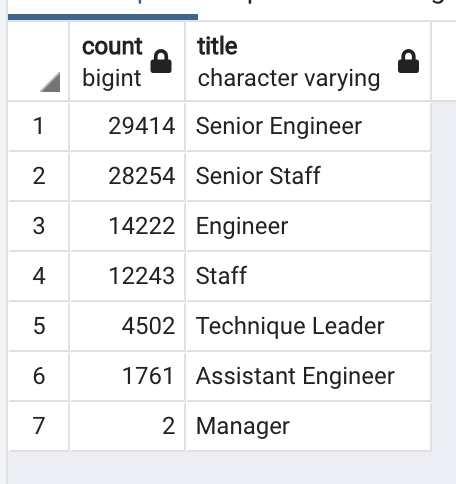 count title
bigint character varying
1 29414 Senior Engineer
2 28254 Senior Staff
3 14222 Engineer
4 12243 Staff
5 4502 Technique Leader
6 1761 Assistant Engineer
7 2 Manager